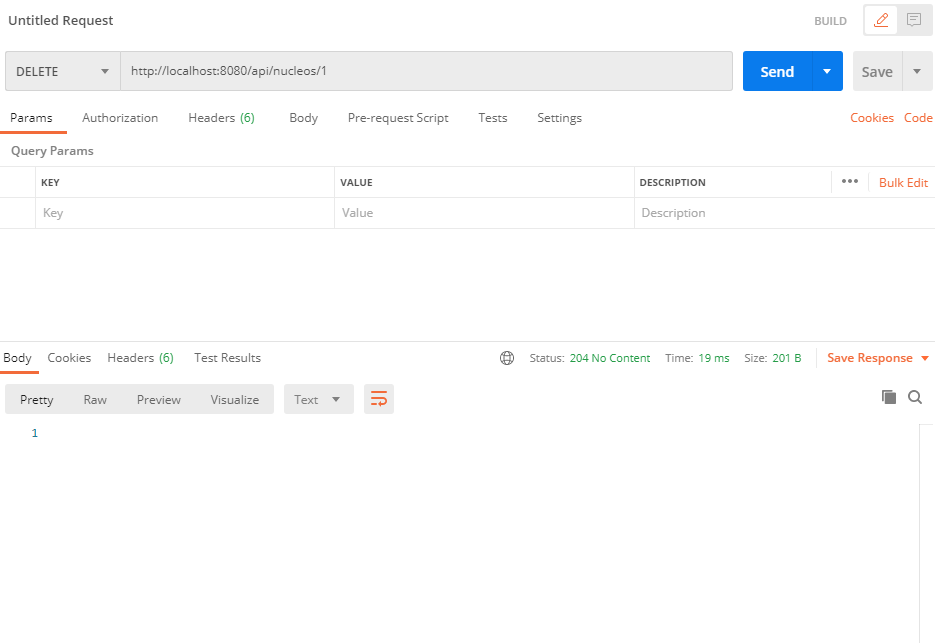 Untitled Request BUILD
DELETE http://localhost:8080/api/nucleos/1 Send Save
Params Authorization Headers (6) Body Pre-request Script Tests Settings Cookies Code
Query Params
KEY VALUE DESCRIPTION ••• Bulk Edit
Key Value Description
Body Cookies Headers (6) Test Results Status: 204 No Content Time: 19 ms Size: 201 B Save Response
Pretty Raw Preview Visualize Text
1